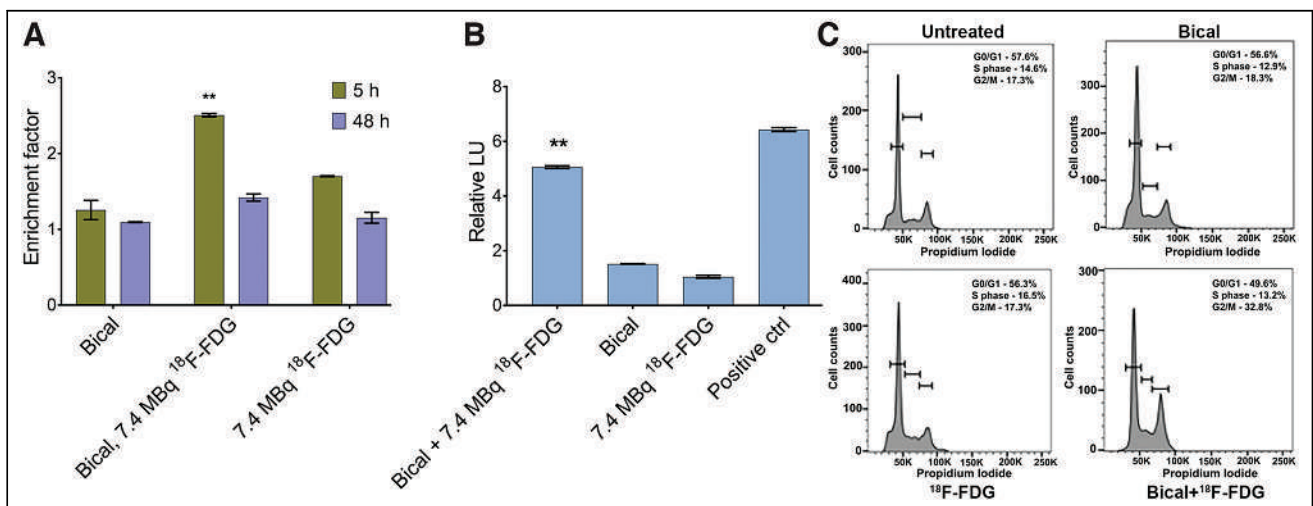 A
Enrichment factor
3
2
1
0
**
5 h
48 h
Bical
Bical, 7.4 MBq ¹⁸F-FDG
7.4 MBq ¹⁸F-FDG
B
Relative LU
8
6
4
2
0
**
Bical + 7.4 MBq ¹⁸F-FDG
Bical
7.4 MBq ¹⁸F-FDG
Positive ctrl
C
Untreated
G0/G1 - 57.6%
S phase - 14.6%
G2/M - 17.3%
Cell counts
300
200
100
0
50K 100K 150K 200K 250K
Propidium Iodide
Bical
G0/G1 - 56.6%
S phase - 12.9%
G2/M - 18.3%
Cell counts
300
200
100
0
50K 100K 150K 200K 250K
Propidium Iodide
G0/G1 - 56.3%
S phase - 16.5%
G2/M - 17.3%
Cell counts
400
300
200
100
0
50K 100K 150K 200K 250K
Propidium Iodide
¹⁸F-FDG
G0/G1 - 49.6%
S phase - 13.2%
G2/M - 32.8%
Cell counts
300
200
100
0
50K 100K 150K 200K 250K
Propidium Iodide
Bical+¹⁸F-FDG